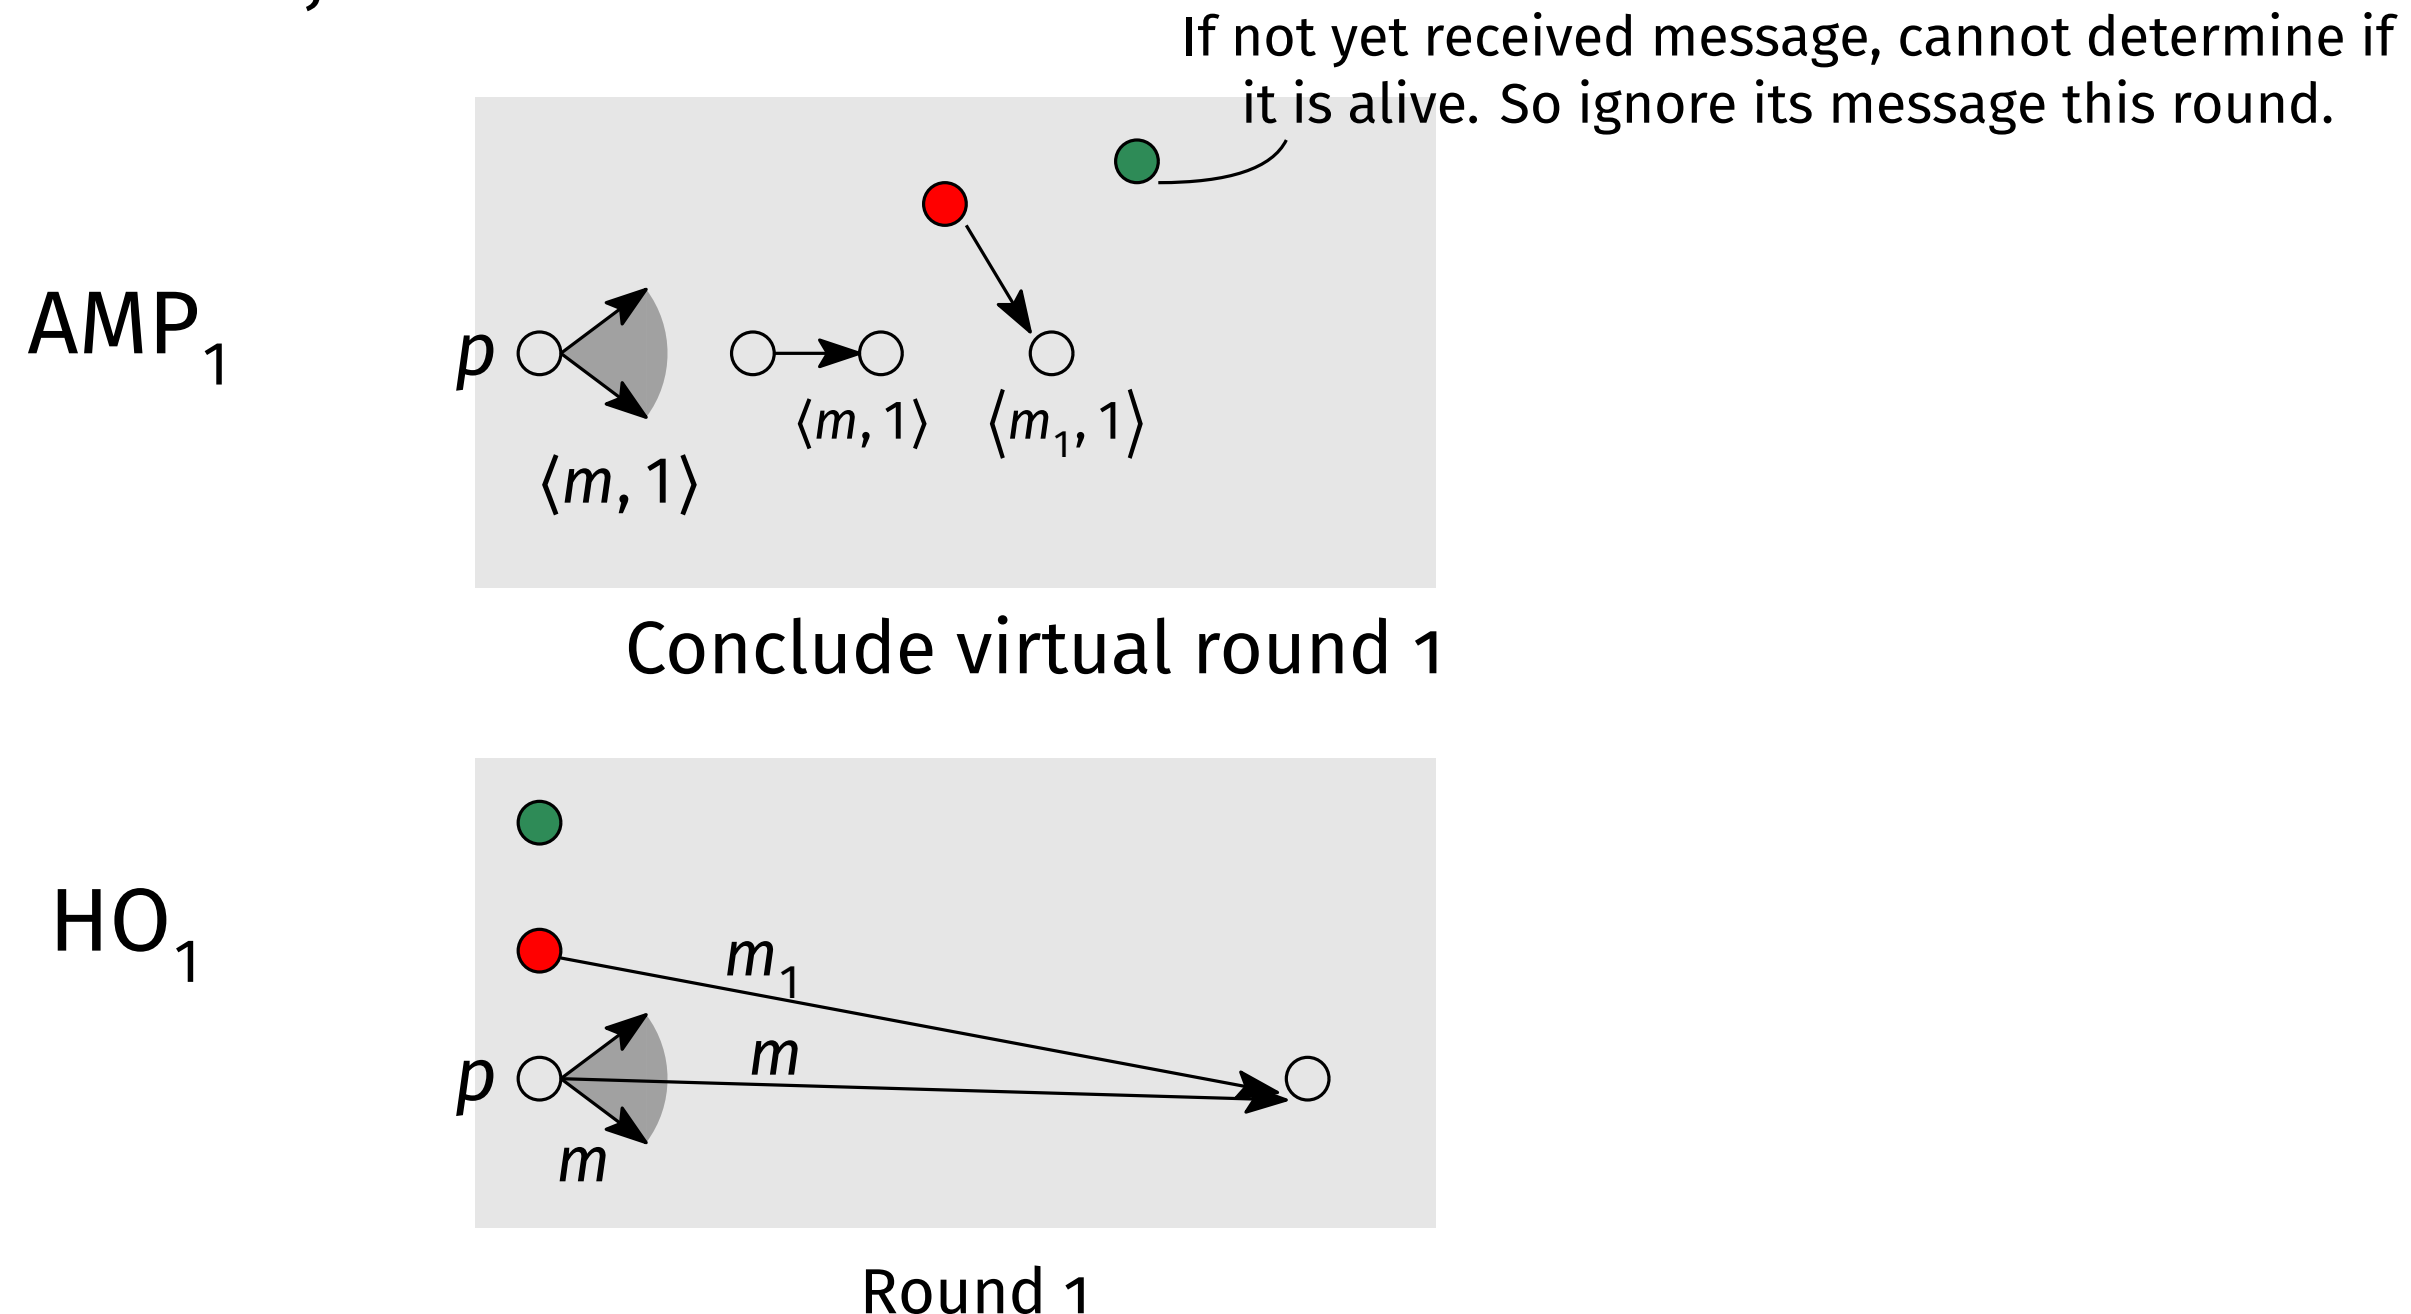 If not yet received message, cannot determine if
it is alive. So ignore its message this round.
AMP₁
p
⟨m, 1⟩
⟨m₁, 1⟩
⟨m, 1⟩
Conclude virtual round 1
HO₁
m₁
m
p
m
Round 1